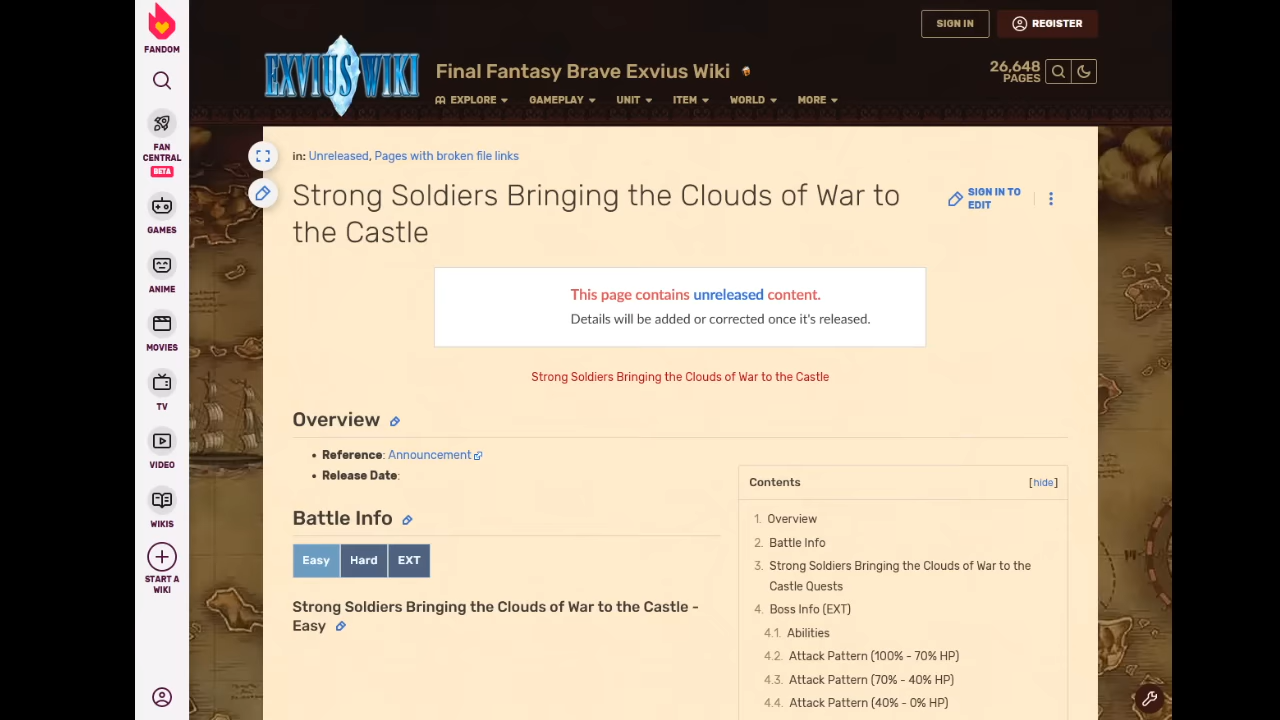 SIGN IN
REGISTER
FANDOM
EXVIUS WIKI
Final Fantasy Brave Exvius Wiki
26,648
PAGES
EXPLORE GAMEPLAY UNIT ITEM WORLD MORE
FAN
CENTRAL
BETA
GAMES
ANIME
MOVIES
TV
VIDEO
WIKIS
START A
WIKI
in: Unreleased, Pages with broken file links
Strong Soldiers Bringing the Clouds of War to
the Castle
SIGN IN TO
EDIT
This page contains unreleased content.
Details will be added or corrected once it's released.
Strong Soldiers Bringing the Clouds of War to the Castle
Overview
• Reference: Announcement
• Release Date:
Battle Info
Easy Hard EXT
Strong Soldiers Bringing the Clouds of War to the Castle -
Easy
Contents [hide]
1. Overview
2. Battle Info
3. Strong Soldiers Bringing the Clouds of War to the
Castle Quests
4. Boss Info (EXT)
4.1. Abilities
4.2. Attack Pattern (100% - 70% HP)
4.3. Attack Pattern (70% - 40% HP)
4.4. Attack Pattern (40% - 0% HP)